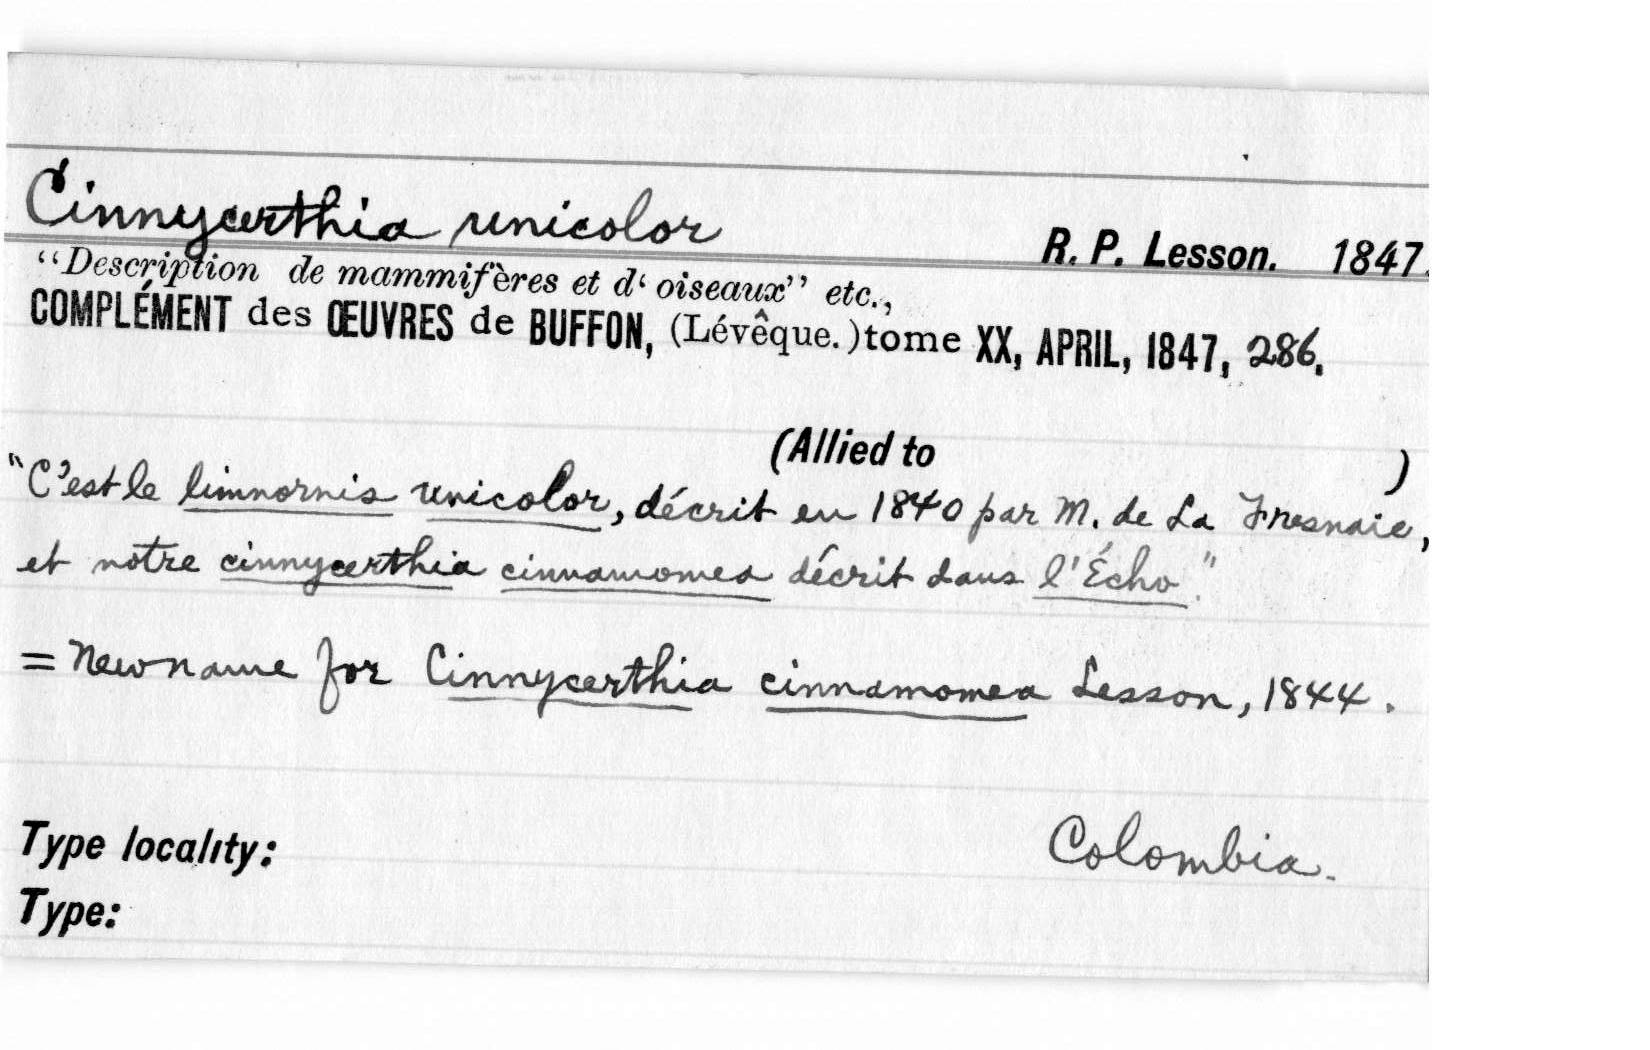 Cinnycerthia unicolor R. P. Lesson. 1847.
“Description de mammifères et d‘ oiseaux” etc.,
COMPLÉMENT des ŒUVRES de BUFFON, (Lévêque.) tome XX, APRIL, 1847, 286.
(Allied to )
"C'est le limnornis unicolor, décrit en 1840 par M. de La Fresnaie,
et notre cinnycerthia cinnamomea décrit dans l'Écho."
= New name for Cinnycerthia cinnamomea Lesson, 1844.
Type locality: Colombia.
Type: